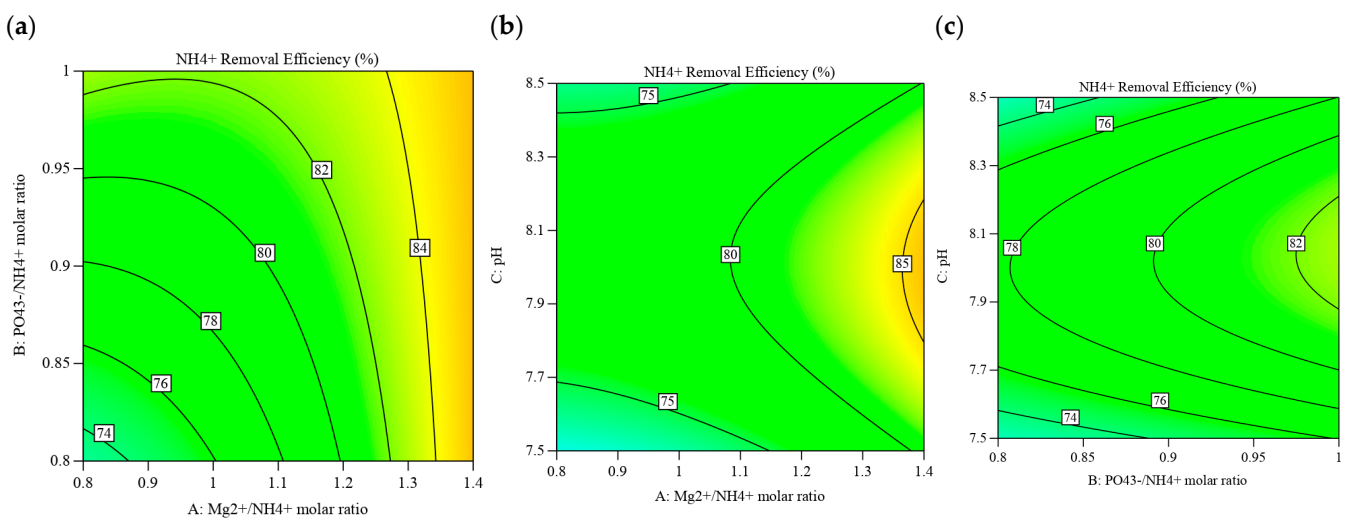 (a)
NH4+ Removal Efficiency (%)
1
0.95
0.9
0.85
0.8
B: PO43-/NH4+ molar ratio
82
84
80
78
76
74
0.8 0.9 1 1.1 1.2 1.3 1.4
A: Mg2+/NH4+ molar ratio
(b)
NH4+ Removal Efficiency (%)
8.5
8.3
8.1
7.9
7.7
7.5
C: pH
75
80
85
75
0.8 0.9 1 1.1 1.2 1.3 1.4
A: Mg2+/NH4+ molar ratio
(c)
NH4+ Removal Efficiency (%)
8.5
8.3
8.1
7.9
7.7
7.5
C: pH
74
76
78
80
82
76
74
0.8 0.85 0.9 0.95 1
B: PO43-/NH4+ molar ratio